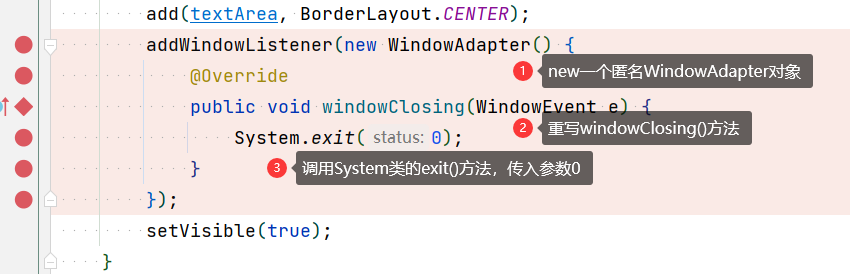 add(textArea, BorderLayout.CENTER);
addWindowListener(new WindowAdapter() {
@Override
1 new一个匿名WindowAdapter对象
public void windowClosing(WindowEvent e) {
2 重写windowClosing()方法
System.exit( status: 0);
}
3 调用System类的exit()方法，传入参数0
});
setVisible(true);
}